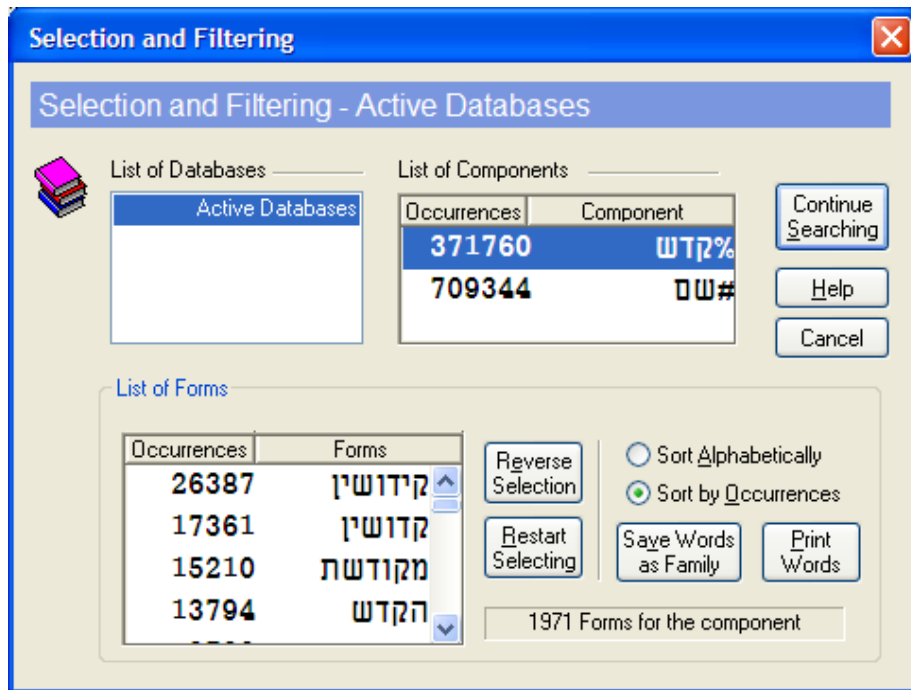 Selection and Filtering
Selection and Filtering - Active Databases
List of Databases
Active Databases
List of Components
Occurrences Component
371760 %קדש
709344 #שם
Continue Searching
Help
Cancel
List of Forms
Occurrences Forms
26387 קידושין
17361 קדושין
15210 מקודשת
13794 הקדש
Reverse Selection
Restart Selecting
Sort Alphabetically
Sort by Occurrences
Save Words as Family
Print Words
1971 Forms for the component